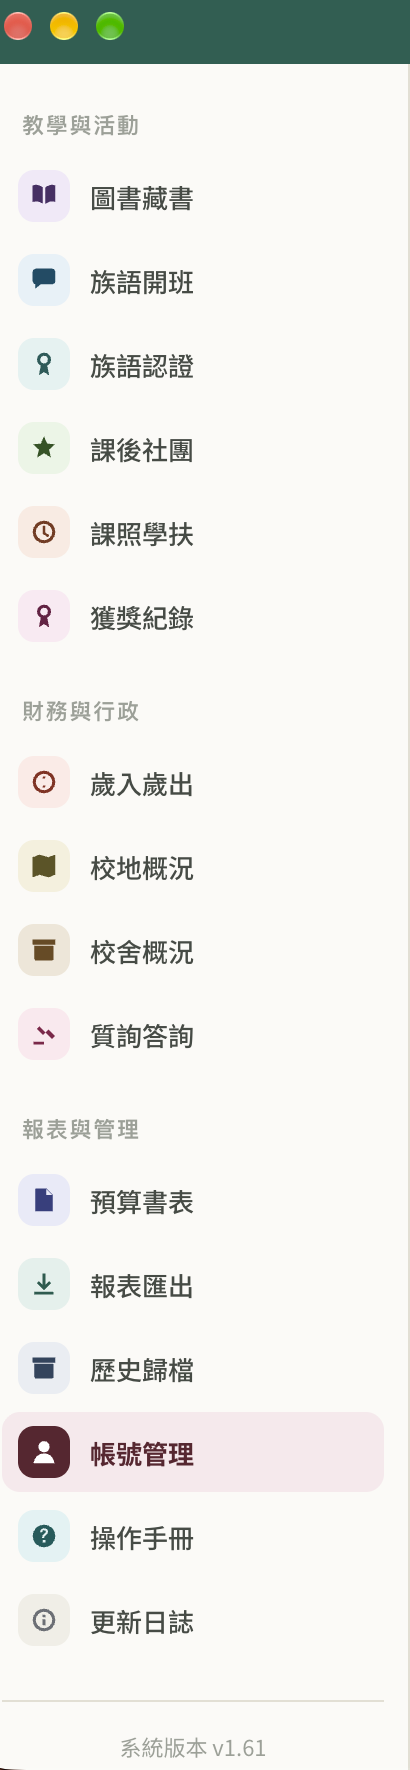 教學與活動
圖書藏書
族語開班
族語認證
課後社團
課照學扶
獲獎紀錄
財務與行政
歲入歲出
校地概況
校舍概況
質詢答詢
報表與管理
預算書表
報表匯出
歷史歸檔
帳號管理
操作手冊
更新日誌
系統版本 v1.61